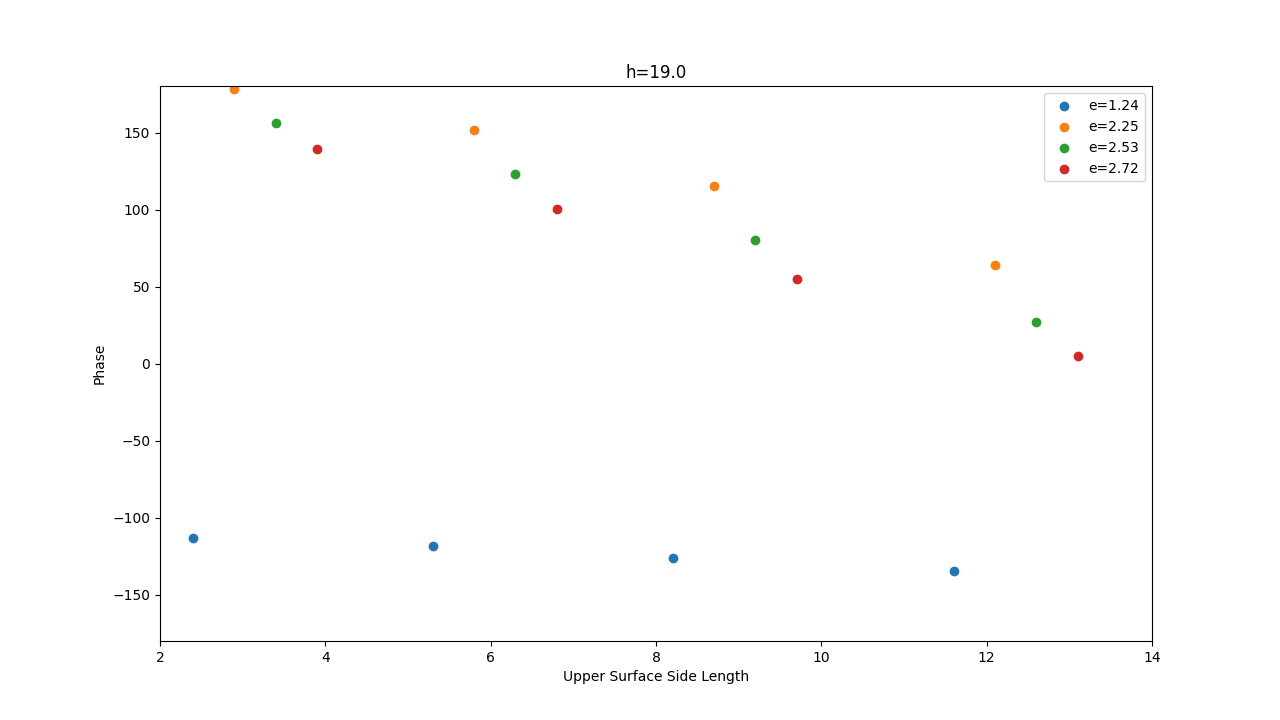 h=19.0
e=1.24
e=2.25
e=2.53
e=2.72
150
100
50
0
−50
−100
−150
Phase
2 4 6 8 10 12 14
Upper Surface Side Length